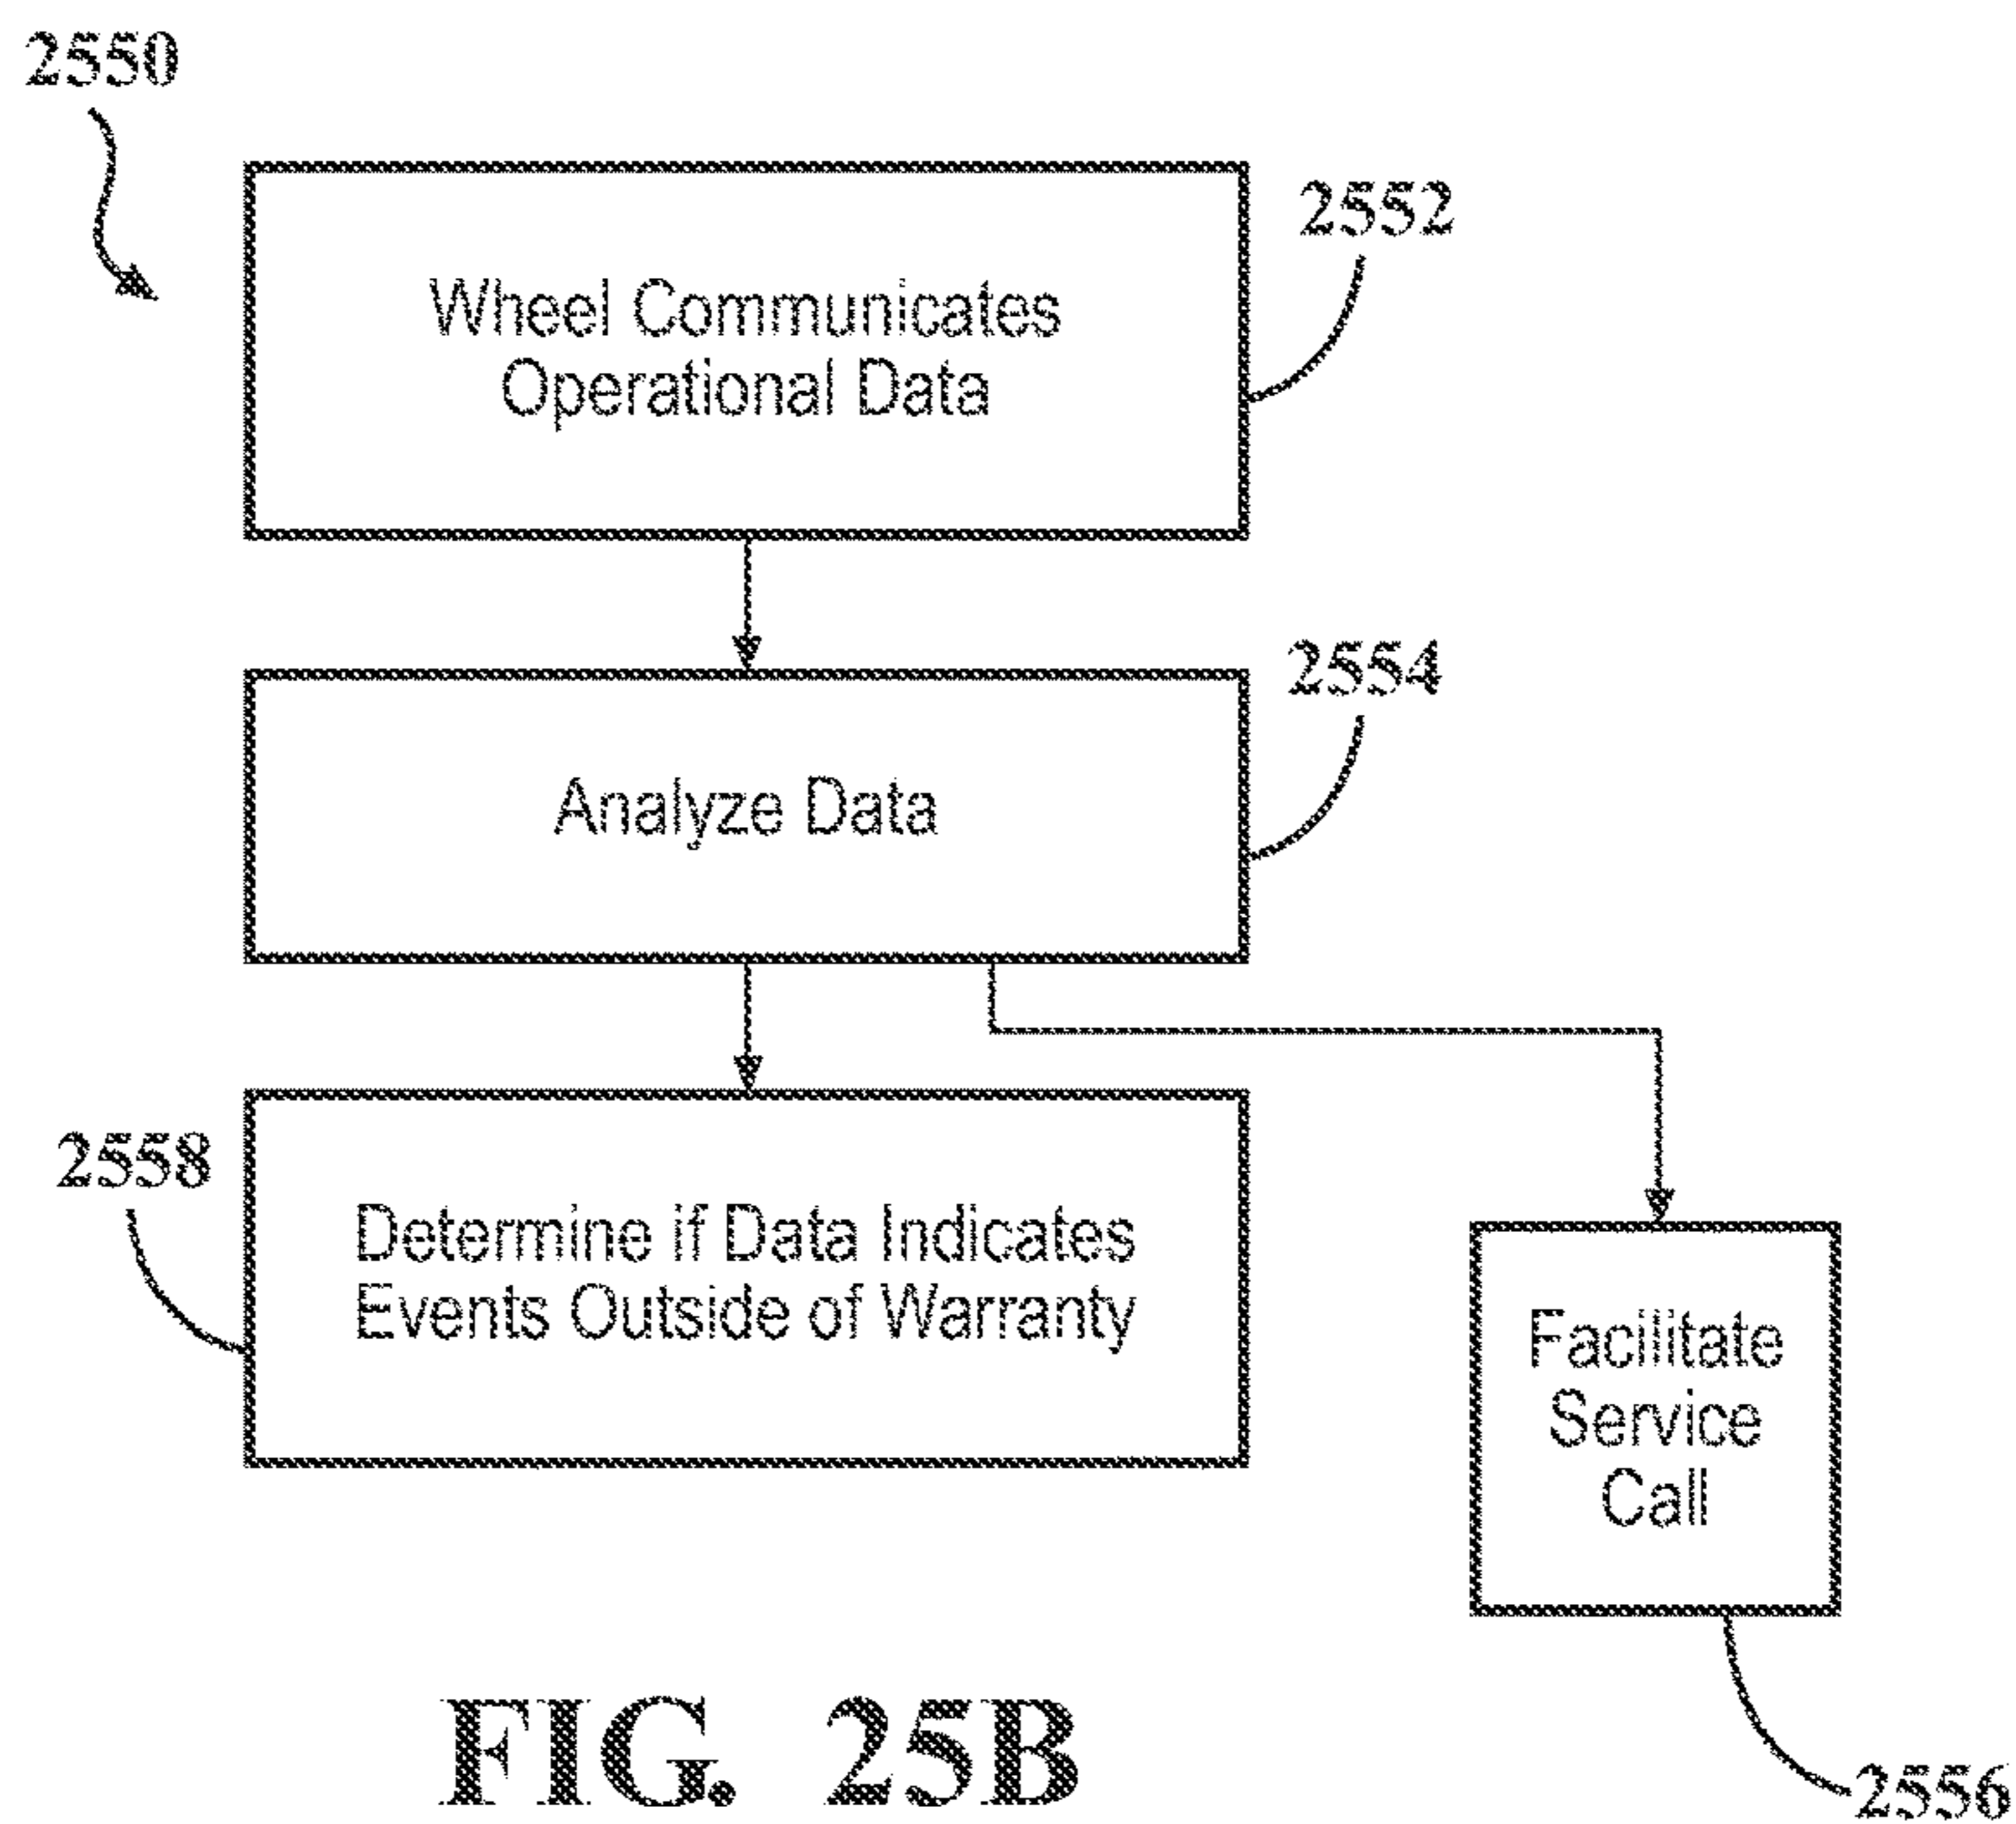 2550
2552
Wheel Communicates
Operational Data
2554
Analyze Data
2558
Determine if Data Indicates
Events Outside of Warranty
Facilitate
Service
Call
2556
FIG. 25B